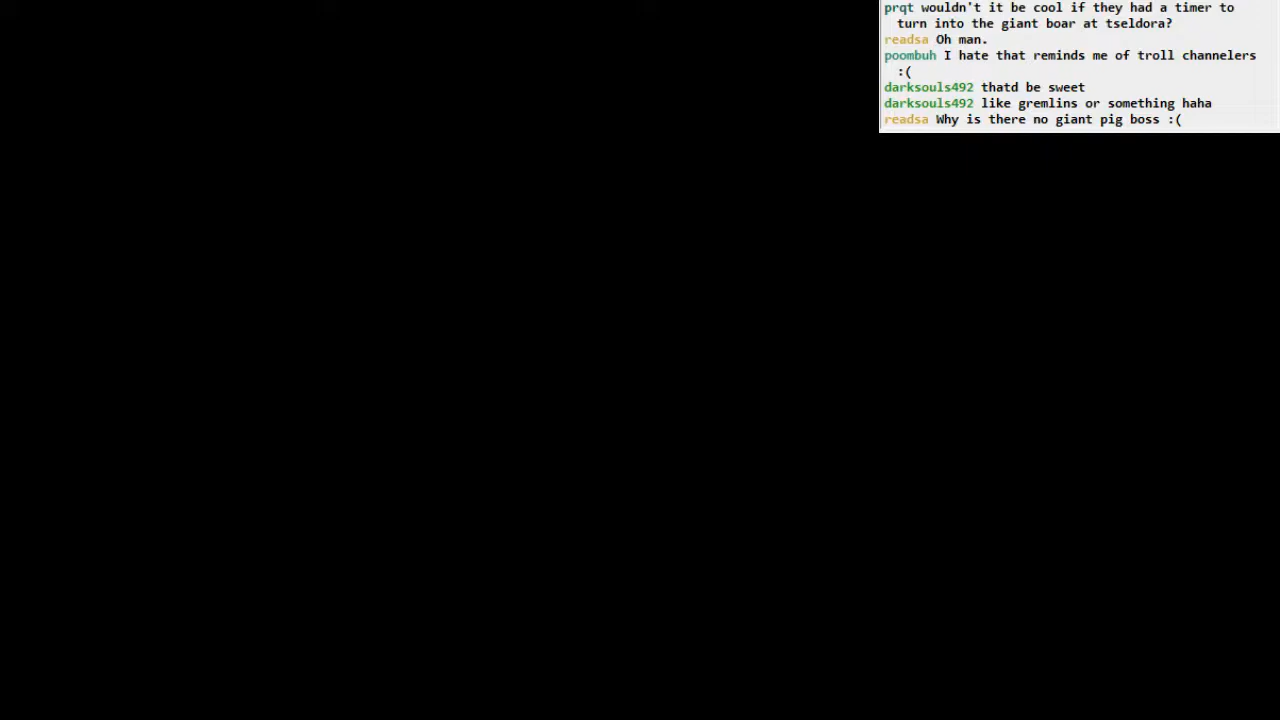 prqt wouldn't it be cool if they had a timer to
turn into the giant boar at tseldora?
readsa Oh man.
poombuh I hate that reminds me of troll channelers
:(
darksouls492 thatd be sweet
darksouls492 like gremlins or something haha
readsa Why is there no giant pig boss :(